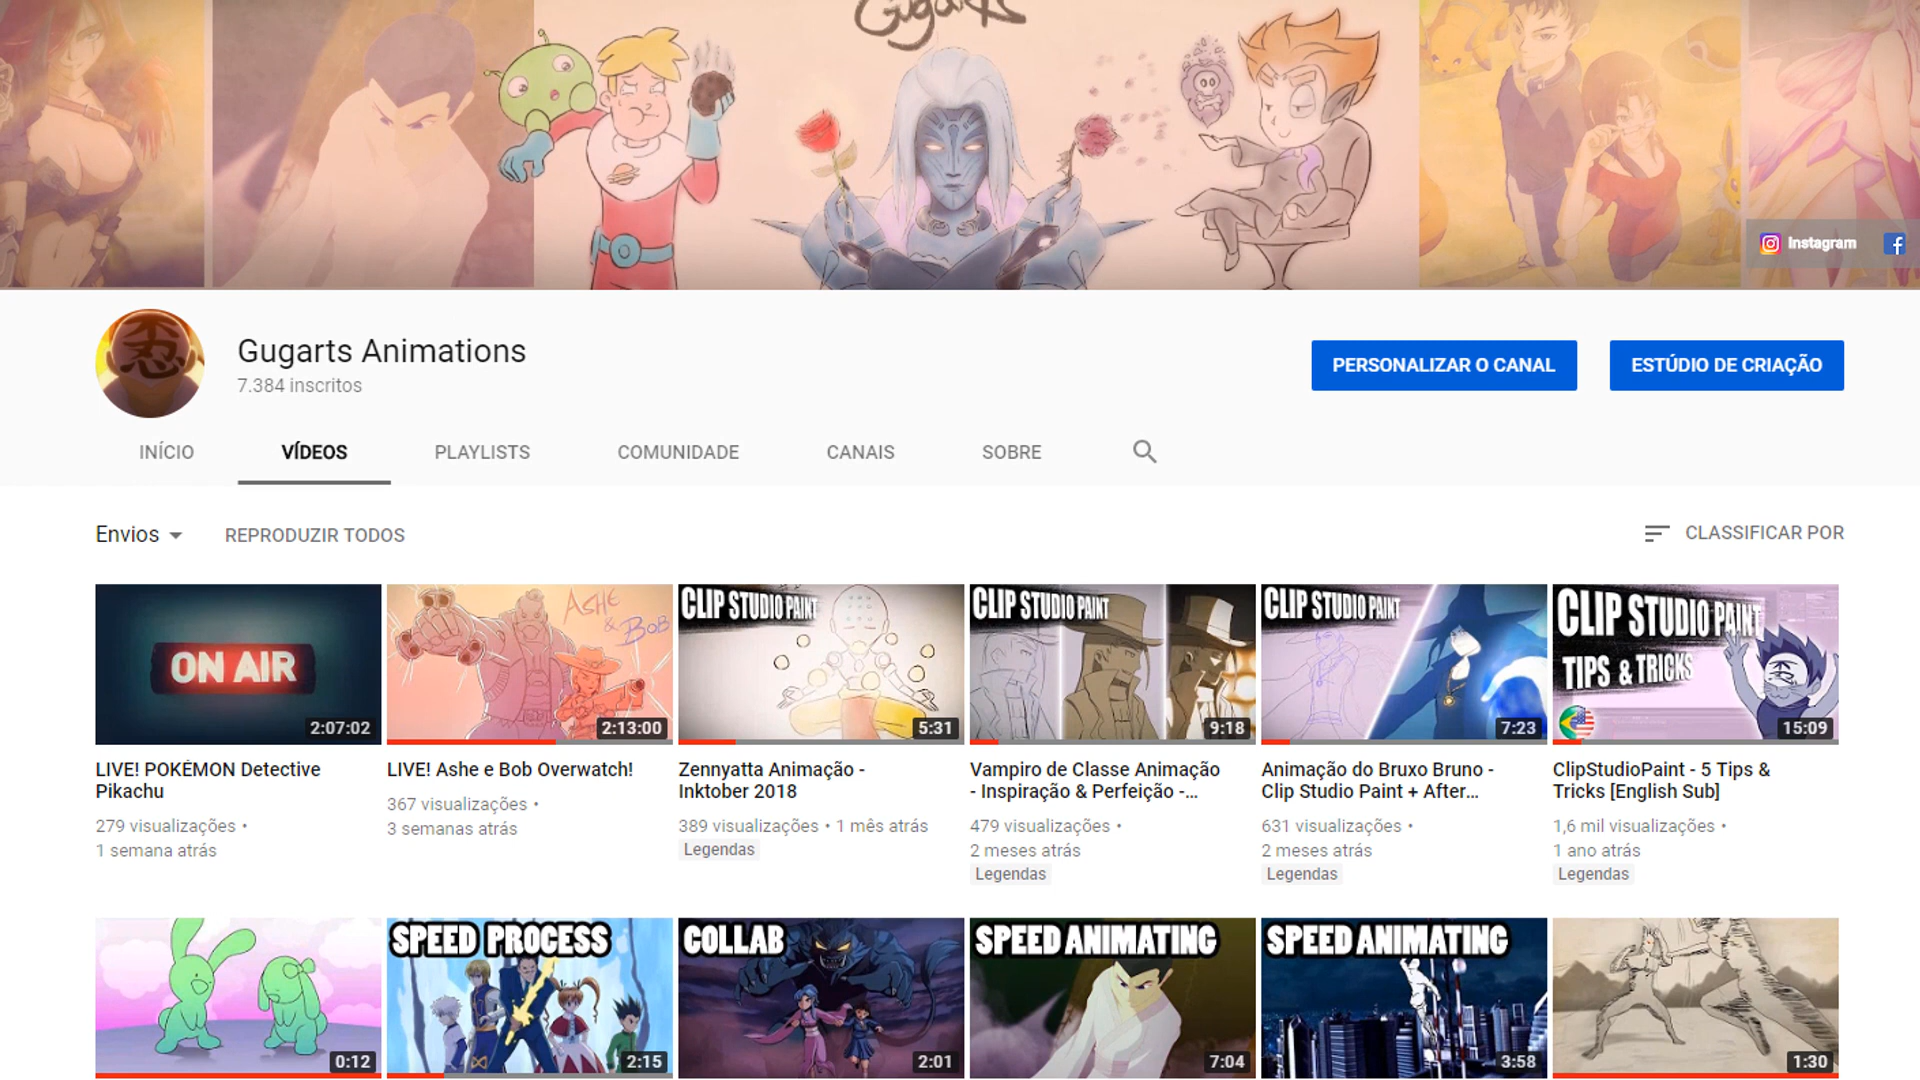 Gugarts
Instagram
忍
Gugarts Animations
7.384 inscritos
PERSONALIZAR O CANAL
ESTÚDIO DE CRIAÇÃO
INÍCIO
VÍDEOS
PLAYLISTS
COMUNIDADE
CANAIS
SOBRE
Envios
REPRODUZIR TODOS
CLASSIFICAR POR
ON AIR
2:07:02
ASHE
& BOB
2:13:00
CLIP STUDIO PAINT
5:31
CLIP STUDIO PAINT
9:18
CLIP STUDIO PAINT
7:23
CLIP STUDIO PAINT
TIPS & TRICKS
15:09
LIVE! POKÉMON Detective
Pikachu
279 visualizações •
1 semana atrás
LIVE! Ashe e Bob Overwatch!
367 visualizações •
3 semanas atrás
Zennyatta Animação -
Inktober 2018
389 visualizações • 1 mês atrás
Legendas
Vampiro de Classe Animação
- Inspiração & Perfeição -...
479 visualizações •
2 meses atrás
Legendas
Animação do Bruxo Bruno -
Clip Studio Paint + After...
631 visualizações •
2 meses atrás
Legendas
ClipStudioPaint - 5 Tips &
Tricks [English Sub]
1,6 mil visualizações •
1 ano atrás
Legendas
0:12
SPEED PROCESS
2:15
COLLAB
2:01
SPEED ANIMATING
7:04
SPEED ANIMATING
3:58
1:30